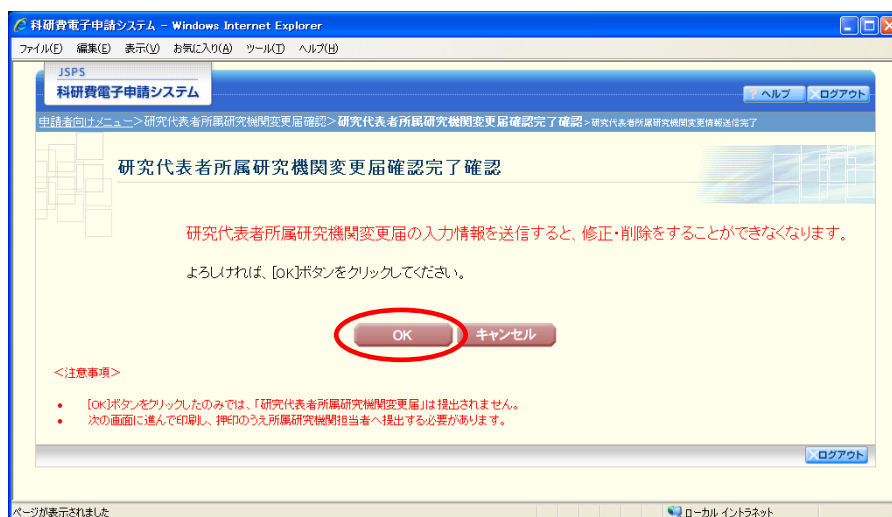 科研費電子申請システム - Windows Internet Explorer
ファイル(F) 編集(E) 表示(V) お気に入り(A) ツール(T) ヘルプ(H)
JSPS
科研費電子申請システム
? ヘルプ ログアウト
申請者向けメニュー>研究代表者所属研究機関変更届確認>研究代表者所属研究機関変更届確認完了確認>研究代表者所属研究機関変更情報送信完了
研究代表者所属研究機関変更届確認完了確認
研究代表者所属研究機関変更届の入力情報を送信すると、修正・削除をすることができなくなります。
よろしければ、[OK]ボタンをクリックしてください。
OK キャンセル
<注意事項>
• [OK]ボタンをクリックしたのみでは、「研究代表者所属研究機関変更届」は提出されません。
• 次の画面に進んで印刷し、押印のうえ所属研究機関担当者へ提出する必要があります。
ログアウト
ページが表示されました ローカル イントラネット